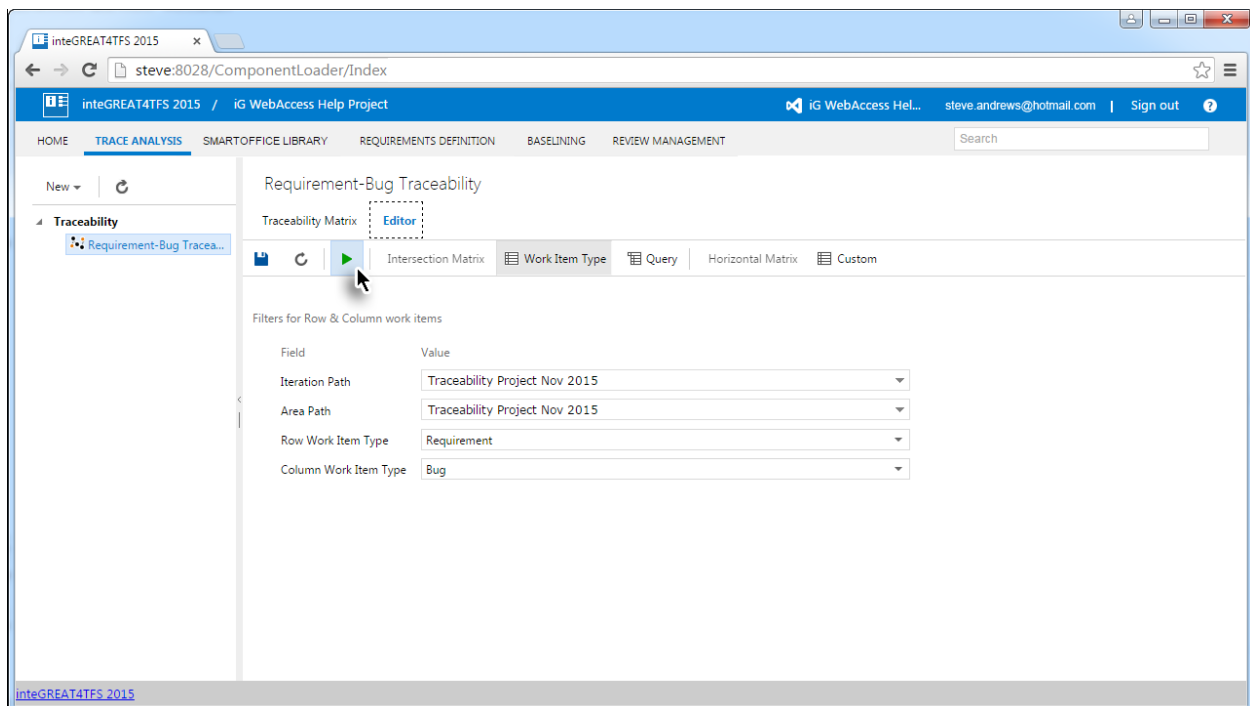 inteGREAT4TFS 2015
steve:8028/ComponentLoader/Index
inteGREAT4TFS 2015 / iG WebAccess Help Project iG WebAccess Hel... steve.andrews@hotmail.com | Sign out ?
HOME TRACE ANALYSIS SMARTOFFICE LIBRARY REQUIREMENTS DEFINITION BASELINING REVIEW MANAGEMENT Search
New
Traceability
Requirement-Bug Tracea...
Requirement-Bug Traceability
Traceability Matrix Editor
Intersection Matrix Work Item Type Query Horizontal Matrix Custom
Filters for Row & Column work items
Field Value
Iteration Path Traceability Project Nov 2015
Area Path Traceability Project Nov 2015
Row Work Item Type Requirement
Column Work Item Type Bug
inteGREAT4TFS 2015